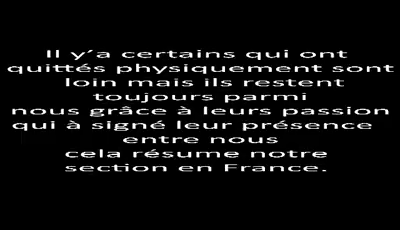 Il y´a certains qui ont
quittés physiquement sont
loin mais ils restent
toujours parmi
nous grâce à leurs passion
qui à signé leur présence
entre nous
cela résume notre
section en France.